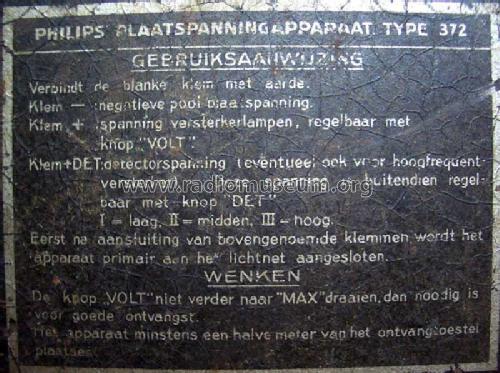 PHILIPS PLAATSPANNINGAPPARAAT TYPE 372
GEBRUIKSAANWIJZING
Verbindt de blanke klem met aarde.
Klem — :negatieve pool plaatspanning.
Klem + :spanning versterkerlampen, regelbaar met
knop "VOLT"
Klem+DET:detectorspanning (eventueel ook voor hoogfrequent-
spanning buitendien regel-
baar met knop "DET"
I = laag, II = midden, III = hoog.
Eerst na aansluiting van bovengenoemde klemmen wordt het
apparaat primair aan het lichtnet aangesloten.
WENKEN
De knop "VOLT" niet verder naar "MAX" draaien, dan noodig is
voor goede ontvangst.
Het apparaat minstens een halve meter van het ontvangtoestel
plaatsen
www.radiomuseum.org